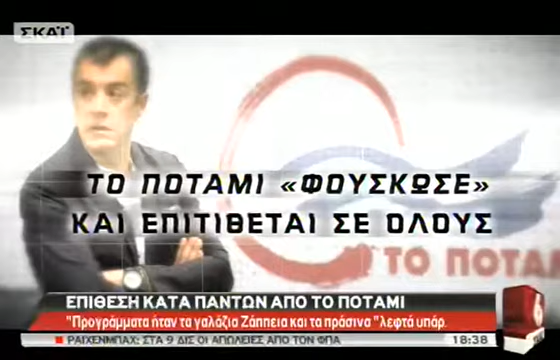 ΣΚΑΪ
ΤΟ ΠΟΤΑΜΙ «ΦΟΥΣΚΩΣΕ»
ΚΑΙ ΕΠΙΤΙΘΕΤΑΙ ΣΕ ΟΛΟΥΣ
ΤΟ ΠΟΤΑΜ
ΕΠΙΘΕΣΗ ΚΑΤΑ ΠΑΝΤΩΝ ΑΠΟ ΤΟ ΠΟΤΑΜΙ
"Προγράμματα ήταν τα γαλάζια Ζάππεια και τα πράσινα "λεφτά υπάρ.
ΡΑΪΧΕΝΜΠΑΧ: ΣΤΑ 9 ΔΙΣ ΟΙ ΑΠΩΛΕΙΕΣ ΑΠΟ ΤΟΝ ΦΠΑ
18:38